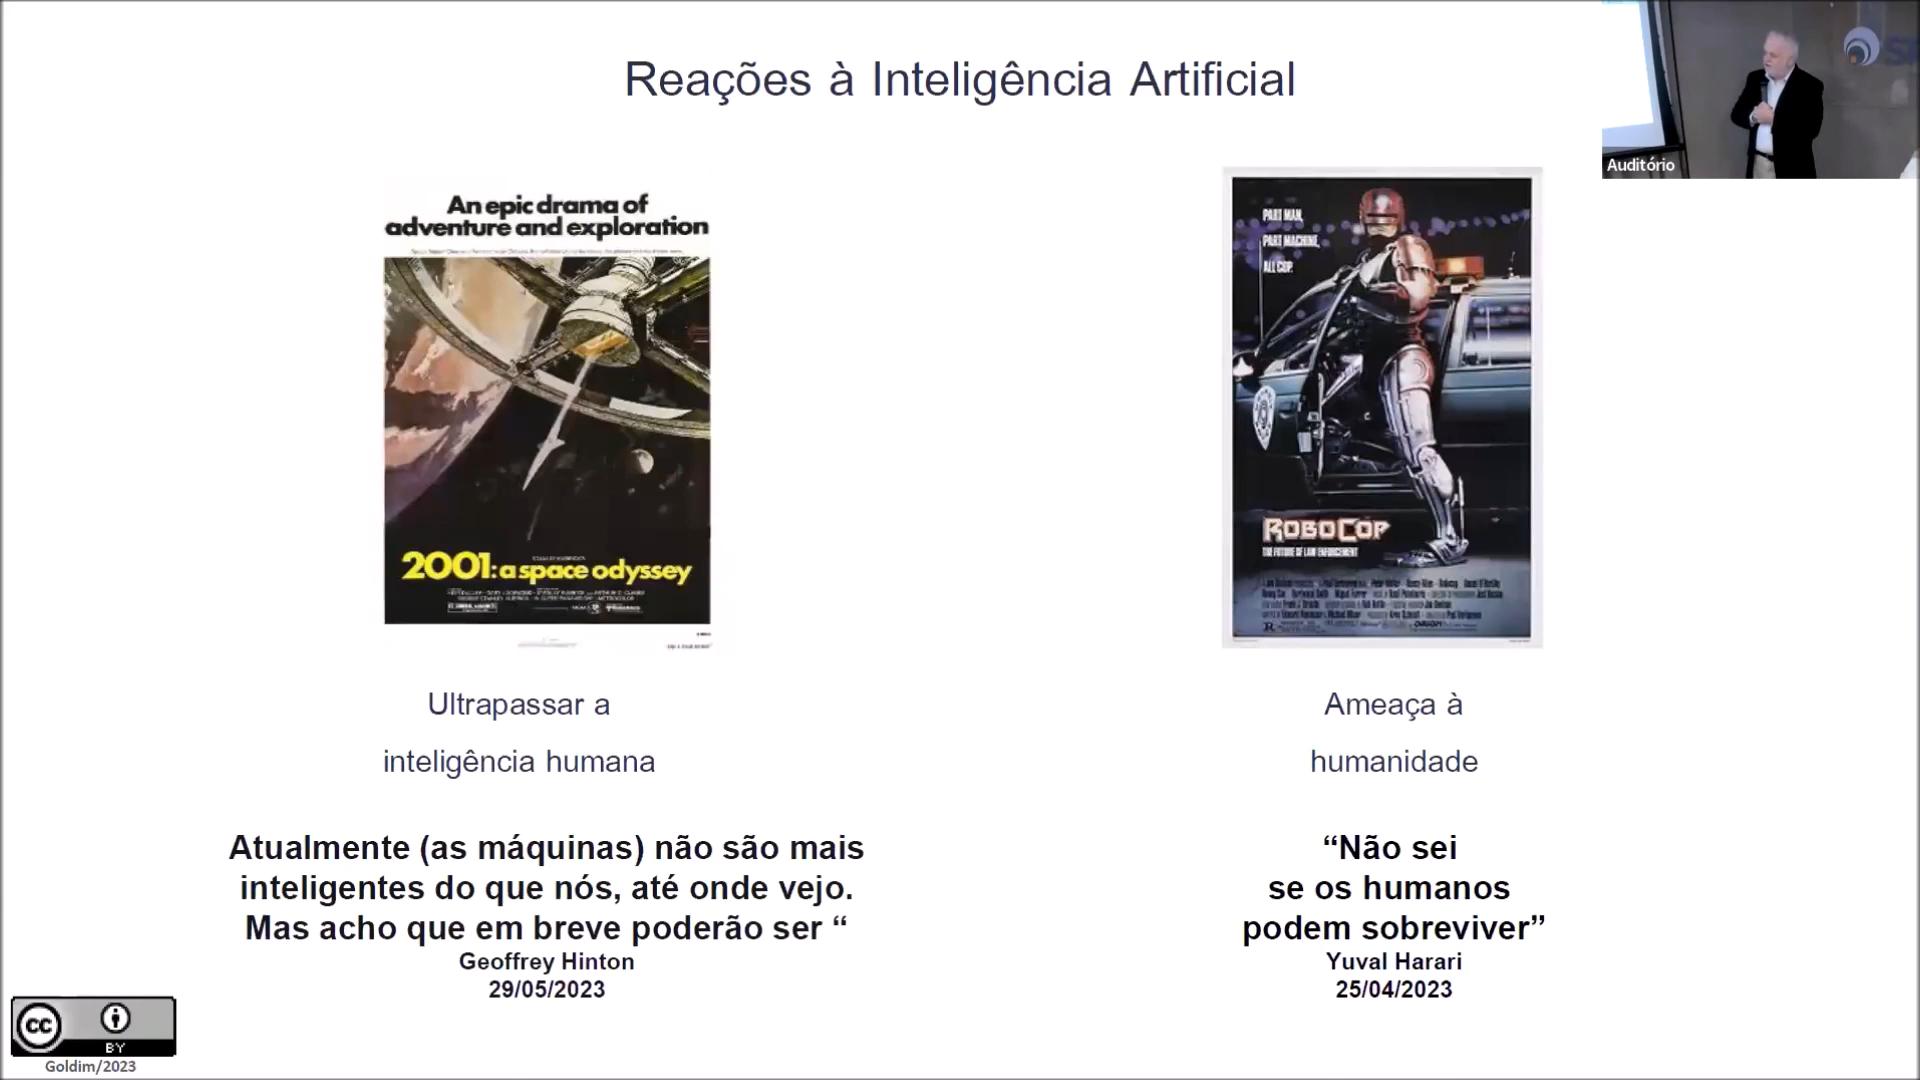 Reações à Inteligência Artificial
Auditório
An epic drama of
adventure and exploration
2001: a space odyssey
PART MAN,
PART MACHINE,
ALL COP.
ROBOCOP
THE FUTURE OF LAW ENFORCEMENT
Ultrapassar a
inteligência humana
Atualmente (as máquinas) não são mais
inteligentes do que nós, até onde vejo.
Mas acho que em breve poderão ser “
Geoffrey Hinton
29/05/2023
Ameaça à
humanidade
“Não sei
se os humanos
podem sobreviver”
Yuval Harari
25/04/2023
cc
BY
Goldim/2023